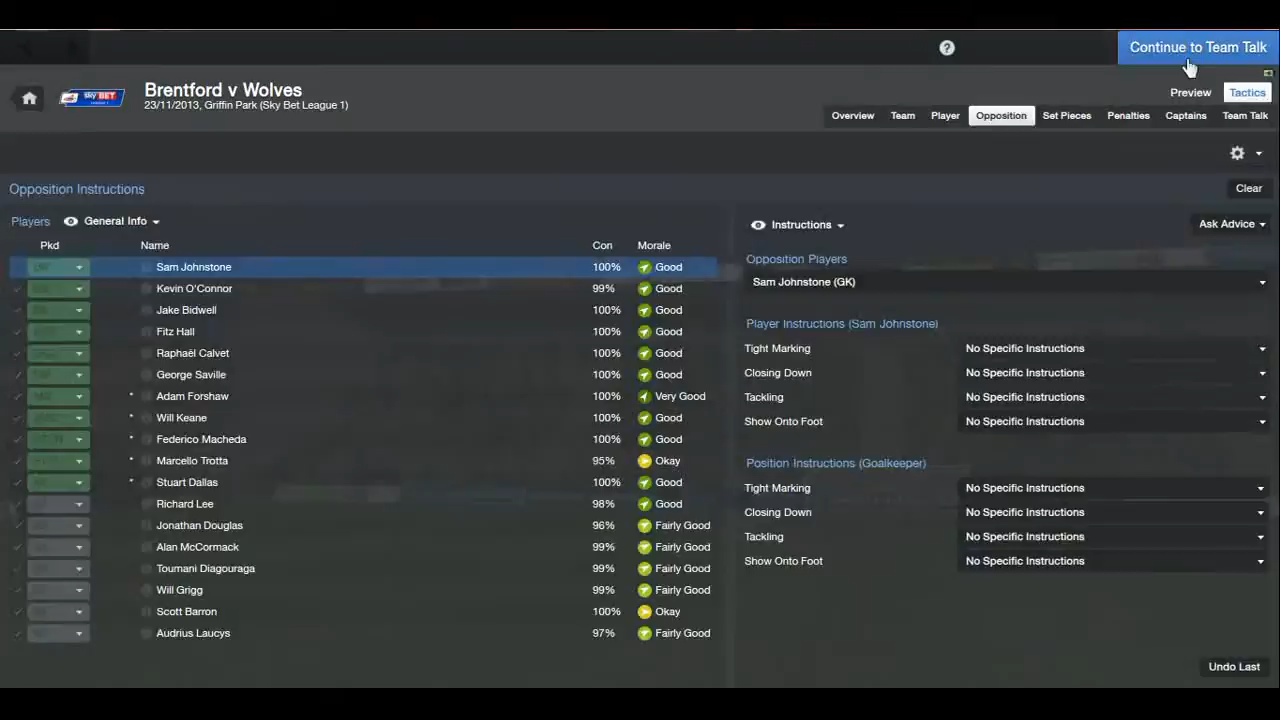 Continue to Team Talk
sky BET
Brentford v Wolves
23/11/2013, Griffin Park (Sky Bet League 1)
Preview Tactics
Overview Team Player Opposition Set Pieces Penalties Captains Team Talk
Opposition Instructions
Clear
Players General Info
Instructions Ask Advice
Pkd Name Con Morale
Sam Johnstone 100% Good
Kevin O'Connor 99% Good
Jake Bidwell 100% Good
Fitz Hall 100% Good
Raphaël Calvet 100% Good
George Saville 100% Good
Adam Forshaw 100% Very Good
Will Keane 100% Good
Federico Macheda 100% Good
Marcello Trotta 95% Okay
Stuart Dallas 100% Good
Richard Lee 98% Good
Jonathan Douglas 96% Fairly Good
Alan McCormack 99% Fairly Good
Toumani Diagouraga 99% Fairly Good
Will Grigg 99% Fairly Good
Scott Barron 100% Okay
Audrius Laucys 97% Fairly Good
Opposition Players
Sam Johnstone (GK)
Player Instructions (Sam Johnstone)
Tight Marking No Specific Instructions
Closing Down No Specific Instructions
Tackling No Specific Instructions
Show Onto Foot No Specific Instructions
Position Instructions (Goalkeeper)
Tight Marking No Specific Instructions
Closing Down No Specific Instructions
Tackling No Specific Instructions
Show Onto Foot No Specific Instructions
Undo Last